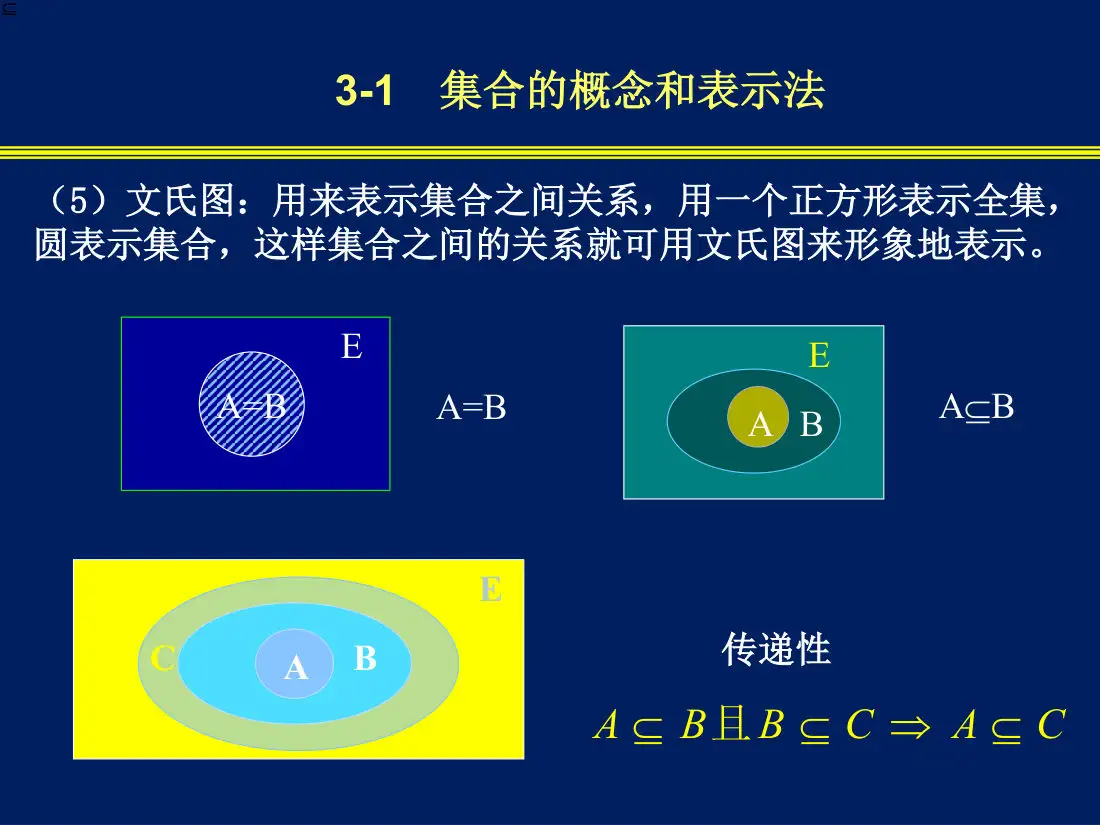 ⊆
3-1 集合的概念和表示法
（5）文氏图：用来表示集合之间关系，用一个正方形表示全集，
圆表示集合，这样集合之间的关系就可用文氏图来形象地表示。
E
A=B
A=B
E
A B
A⊆B
E
C A B
传递性
A ⊆ B且B ⊆ C ⇒ A ⊆ C